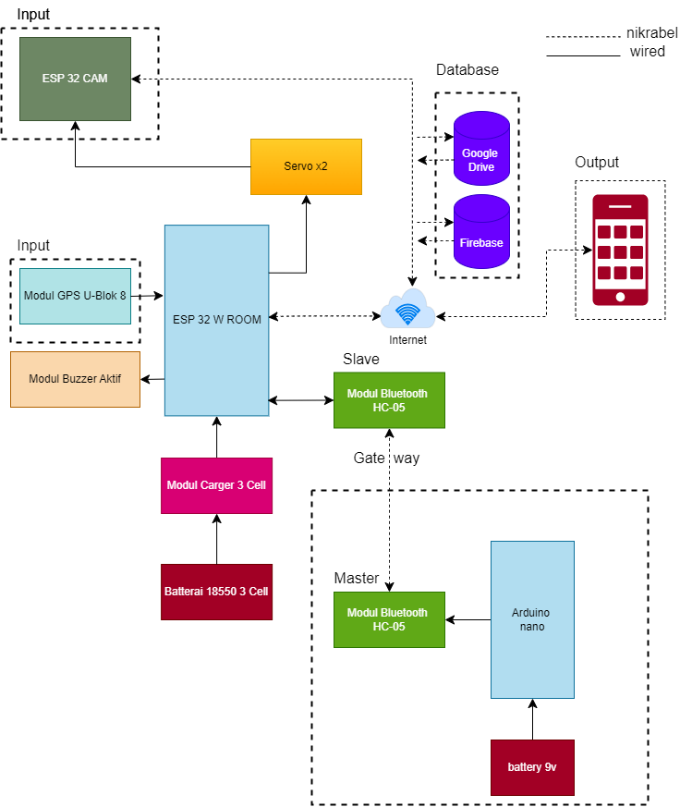 Input
nikrabel
wired
ESP 32 CAM
Database
Google
Drive
Servo x2
Output
Firebase
Input
Modul GPS U-Blok 8
ESP 32 W ROOM
Internet
Modul Buzzer Aktif
Slave
Modul Bluetooth
HC-05
Gate way
Modul Carger 3 Cell
Batterai 18550 3 Cell
Master
Modul Bluetooth
HC-05
Arduino
nano
battery 9v